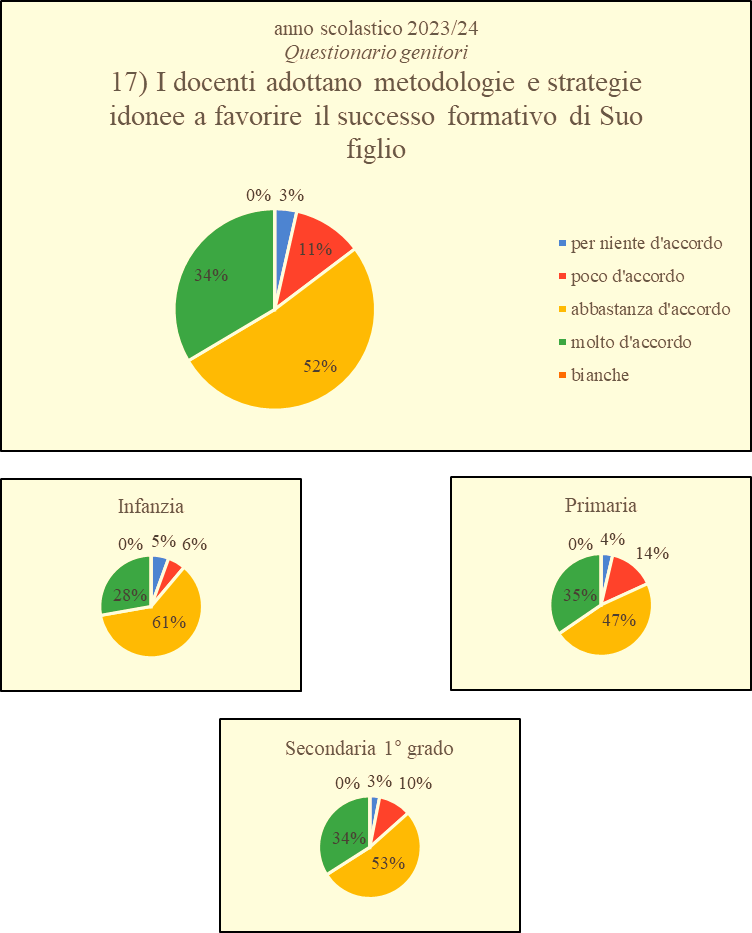 anno scolastico 2023/24
Questionario genitori
17) I docenti adottano metodologie e strategie
idonee a favorire il successo formativo di Suo
figlio
0% 3%
11%
34%
52%
per niente d'accordo
poco d'accordo
abbastanza d'accordo
molto d'accordo
bianche
Infanzia
0% 5% 6%
28%
61%
Primaria
0% 4%
14%
35%
47%
Secondaria 1° grado
0% 3% 10%
34%
53%